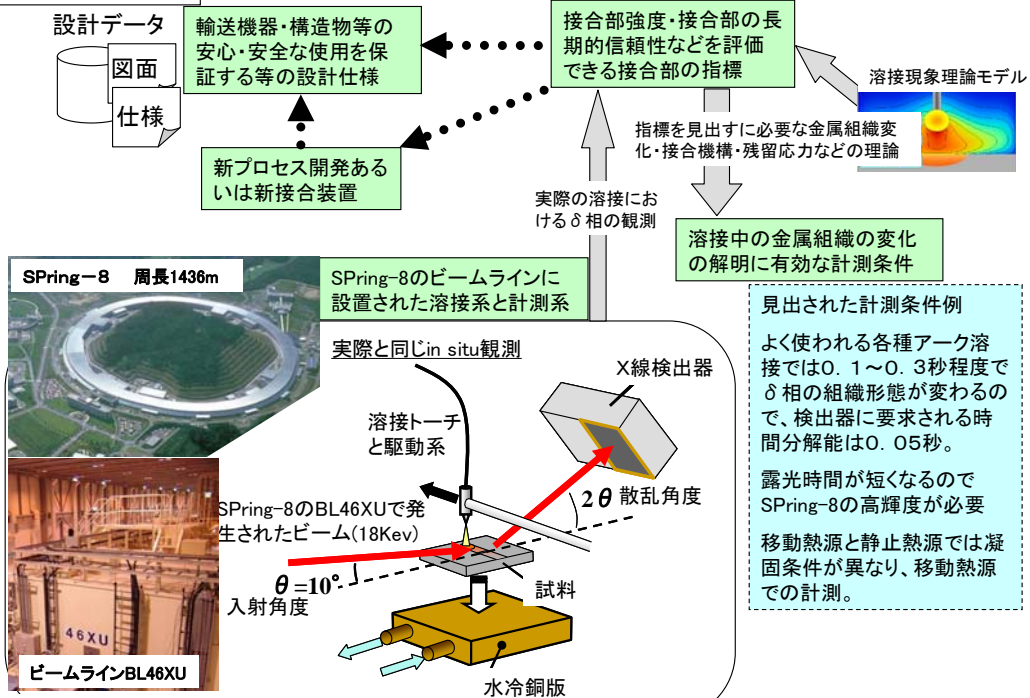 設計データ
図面
仕様
輸送機器・構造物等の
安心・安全な使用を保
証する等の設計仕様
接合部強度・接合部の長
期的信頼性などを評価
できる接合部の指標
溶接現象理論モデル
指標を見出すに必要な金属組織変
化・接合機構・残留応力などの理論
新プロセス開発ある
いは新接合装置
実際の溶接にお
けるδ相の観測
溶接中の金属組織の変化
の解明に有効な計測条件
SPring-8 周長1436m
SPring-8のビームラインに
設置された溶接系と計測系
見出された計測条件例
よく使われる各種アーク溶
接では0.1~0.3秒程度で
δ相の組織形態が変わるの
で、検出器に要求される時
間分解能は0.05秒。
露光時間が短くなるので
SPring-8の高輝度が必要
移動熱源と静止熱源では凝
固条件が異なり、移動熱源
での計測。
実際と同じin situ観測
X線検出器
溶接トーチ
と駆動系
2θ 散乱角度
SPring-8のBL46XUで発
生されたビーム(18Kev)
θ=10°
入射角度
試料
水冷銅版
46XU
ビームラインBL46XU